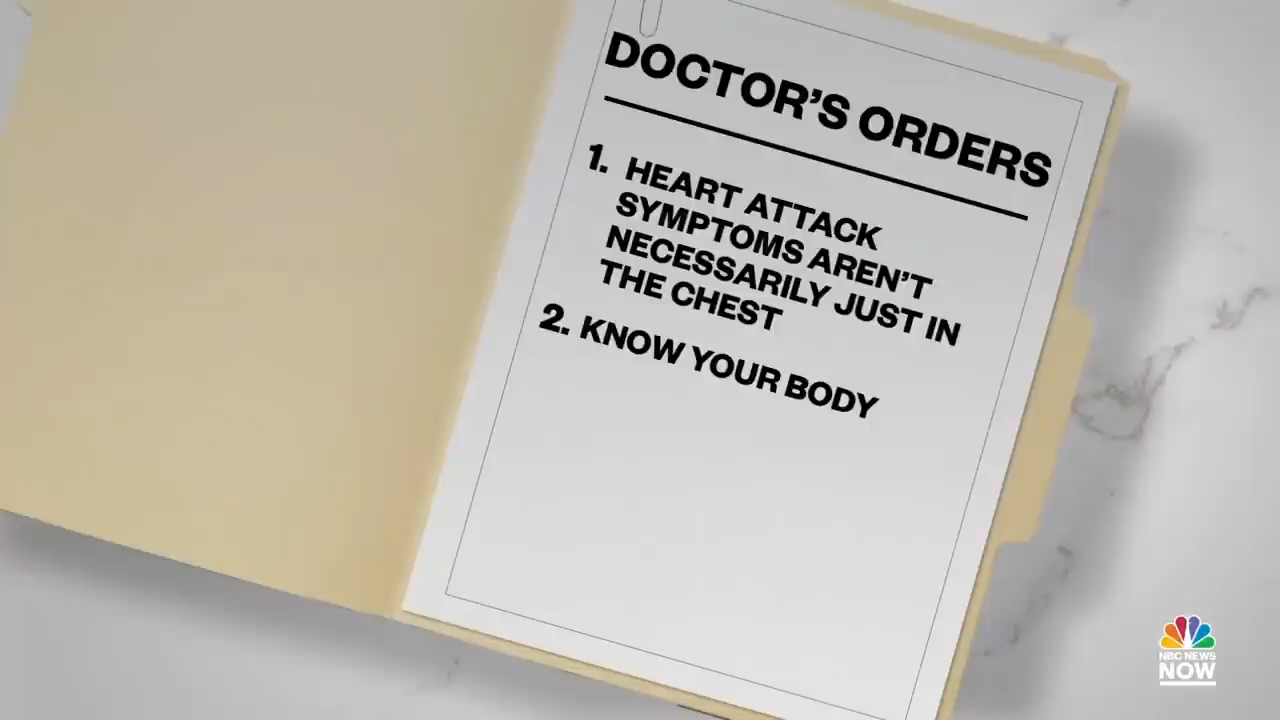 DOCTOR'S ORDERS
1. HEART ATTACK
SYMPTOMS AREN'T
NECESSARILY JUST IN
THE CHEST
2. KNOW YOUR BODY
NBC NEWS
NOW